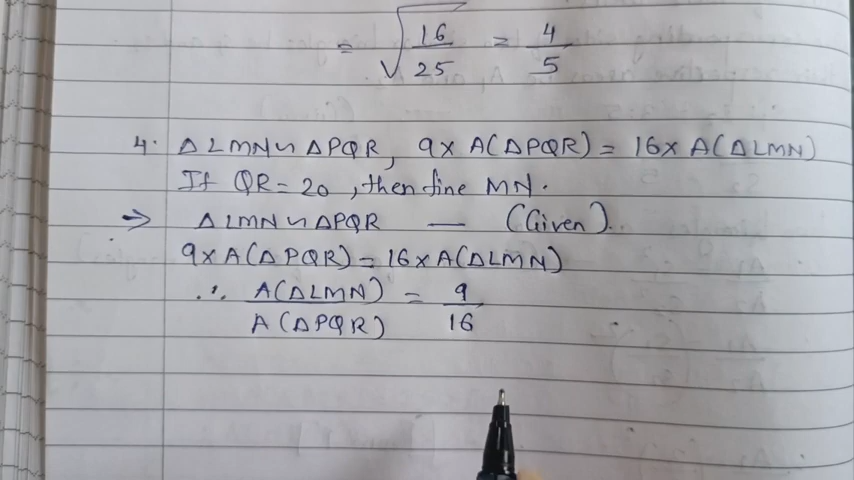 = √16/25 = 4/5
4. ΔLMN ∽ ΔPQR, 9× A(ΔPQR) = 16× A(ΔLMN)
If QR = 20, then fine MN.
→ ΔLMN ∽ ΔPQR — (Given).
9×A(ΔPQR) = 16×A(ΔLMN)
∴ A(ΔLMN)/A(ΔPQR) = 9/16